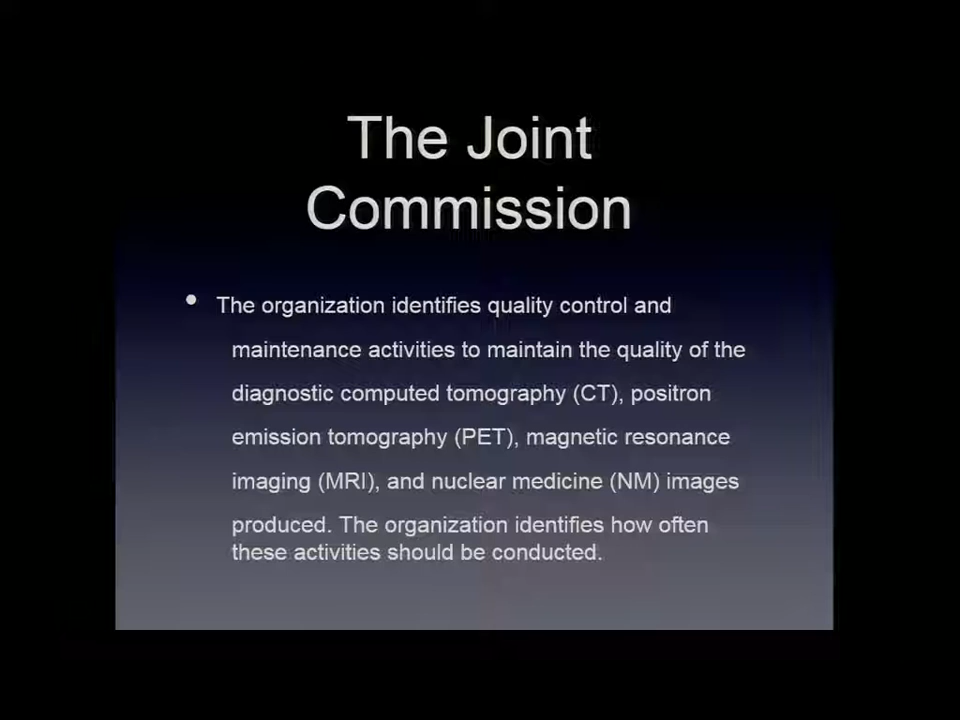 The Joint
Commission
• The organization identifies quality control and
maintenance activities to maintain the quality of the
diagnostic computed tomography (CT), positron
emission tomography (PET), magnetic resonance
imaging (MRI), and nuclear medicine (NM) images
produced. The organization identifies how often
these activities should be conducted.